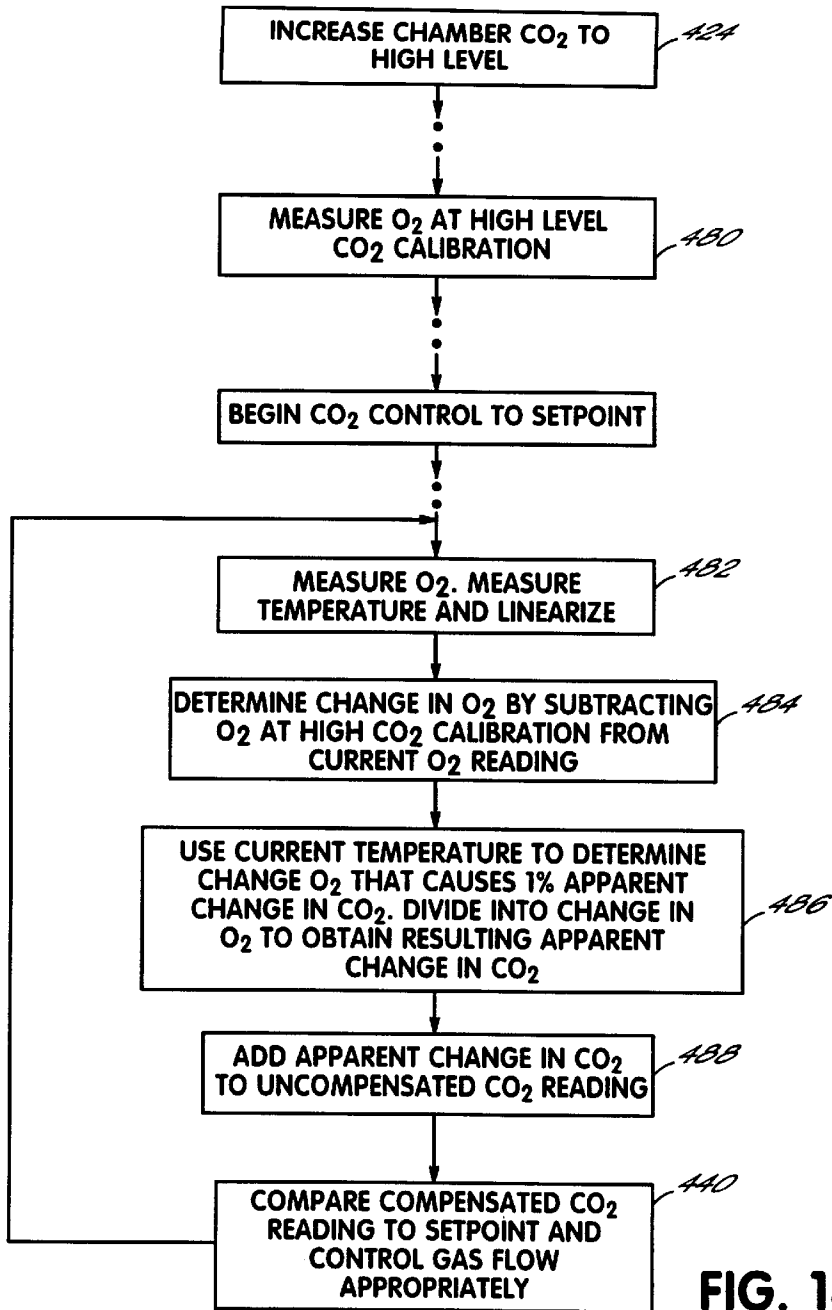 INCREASE CHAMBER CO2 TO
HIGH LEVEL
424
MEASURE O2 AT HIGH LEVEL
CO2 CALIBRATION
480
BEGIN CO2 CONTROL TO SETPOINT
MEASURE O2. MEASURE
TEMPERATURE AND LINEARIZE
482
DETERMINE CHANGE IN O2 BY SUBTRACTING
O2 AT HIGH CO2 CALIBRATION FROM
CURRENT O2 READING
484
USE CURRENT TEMPERATURE TO DETERMINE
CHANGE O2 THAT CAUSES 1% APPARENT
CHANGE IN CO2. DIVIDE INTO CHANGE IN
O2 TO OBTAIN RESULTING APPARENT
CHANGE IN CO2
486
ADD APPARENT CHANGE IN CO2
TO UNCOMPENSATED CO2 READING
488
COMPARE COMPENSATED CO2
READING TO SETPOINT AND
CONTROL GAS FLOW
APPROPRIATELY
440
FIG.